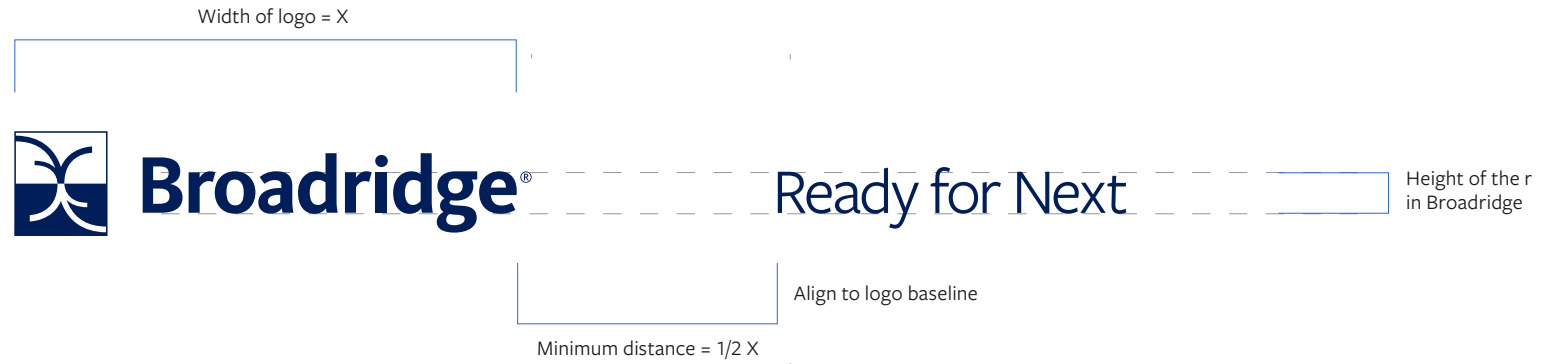 Width of logo = X
Broadridge®
Ready for Next
Height of the r
in Broadridge
Align to logo baseline
Minimum distance = 1/2 X